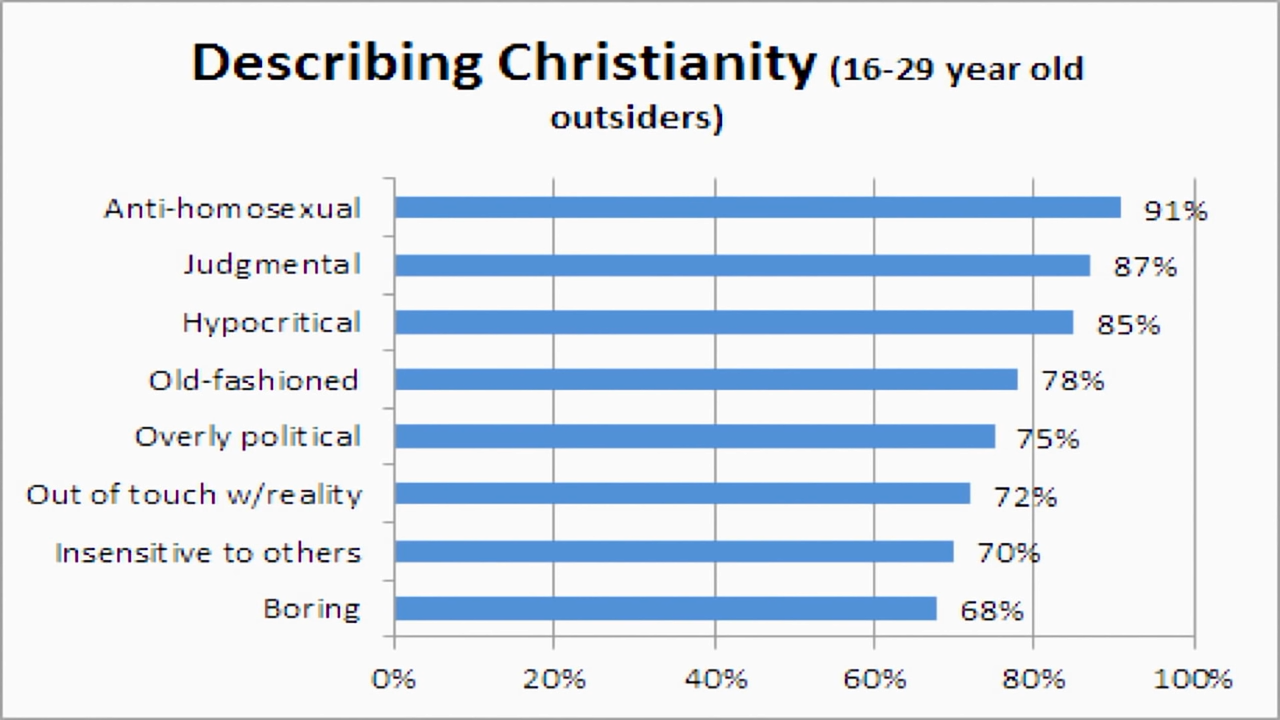 Describing Christianity (16-29 year old
outsiders)
Anti-homosexual 91%
Judgmental 87%
Hypocritical 85%
Old-fashioned 78%
Overly political 75%
Out of touch w/reality 72%
Insensitive to others 70%
Boring 68%
0% 20% 40% 60% 80% 100%